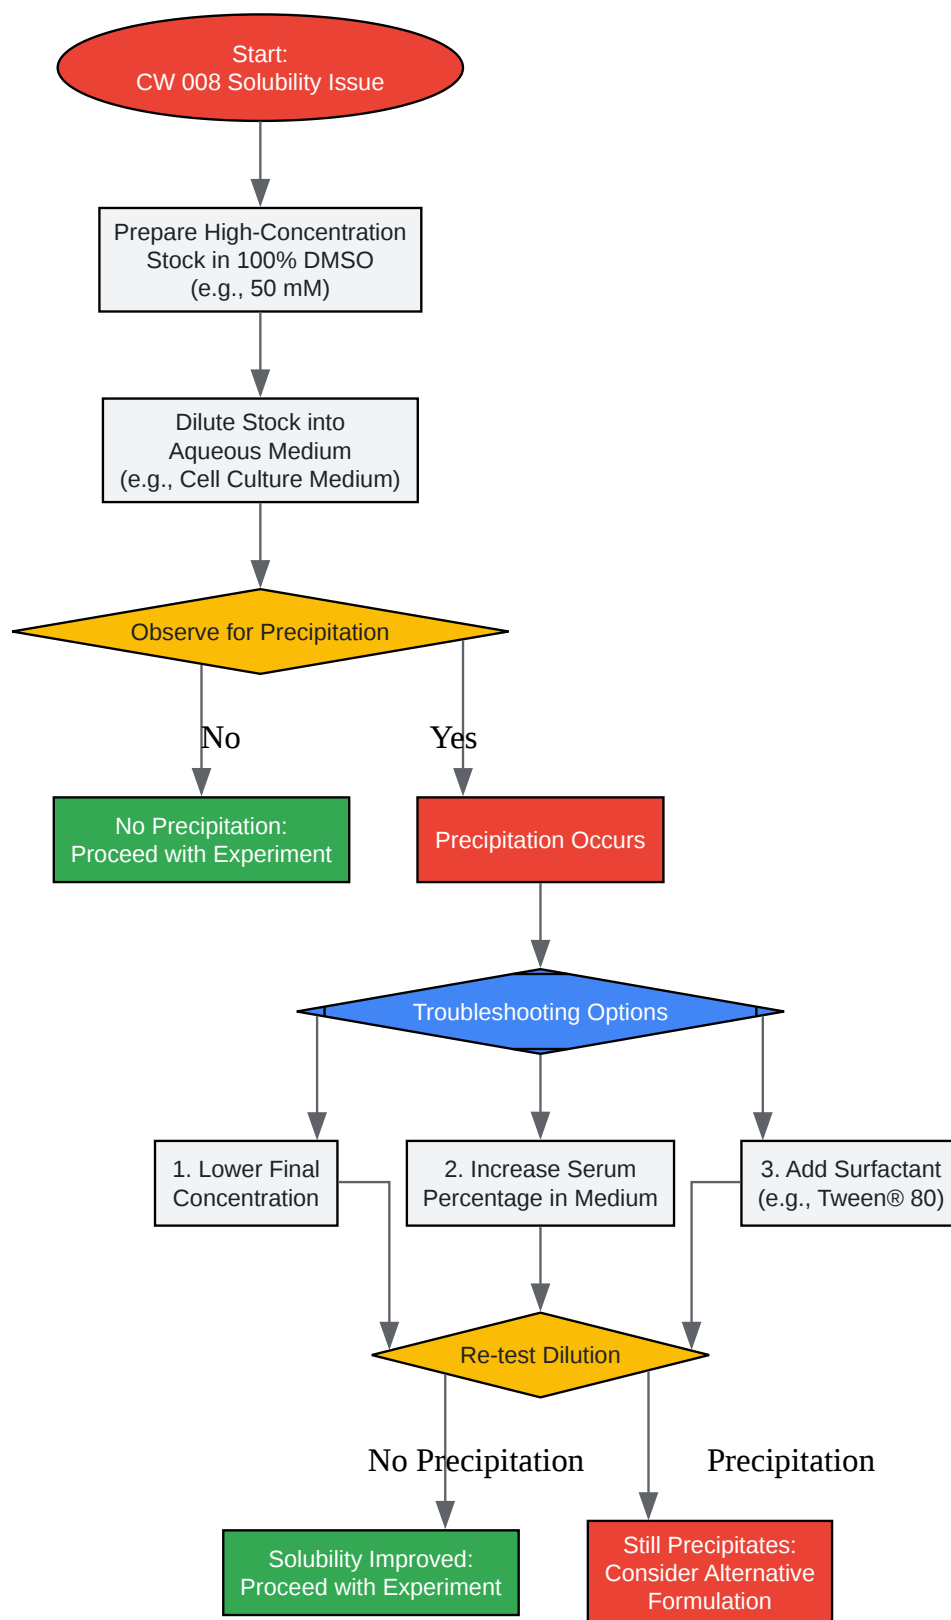 Start:
CW 008 Solubility Issue
Prepare High-Concentration
Stock in 100% DMSO
(e.g., 50 mM)
Dilute Stock into
Aqueous Medium
(e.g., Cell Culture Medium)
Observe for Precipitation
No
Yes
No Precipitation:
Proceed with Experiment
Precipitation Occurs
Troubleshooting Options
1. Lower Final
Concentration
2. Increase Serum
Percentage in Medium
3. Add Surfactant
(e.g., Tween® 80)
Re-test Dilution
No Precipitation
Precipitation
Solubility Improved:
Proceed with Experiment
Still Precipitates:
Consider Alternative
Formulation